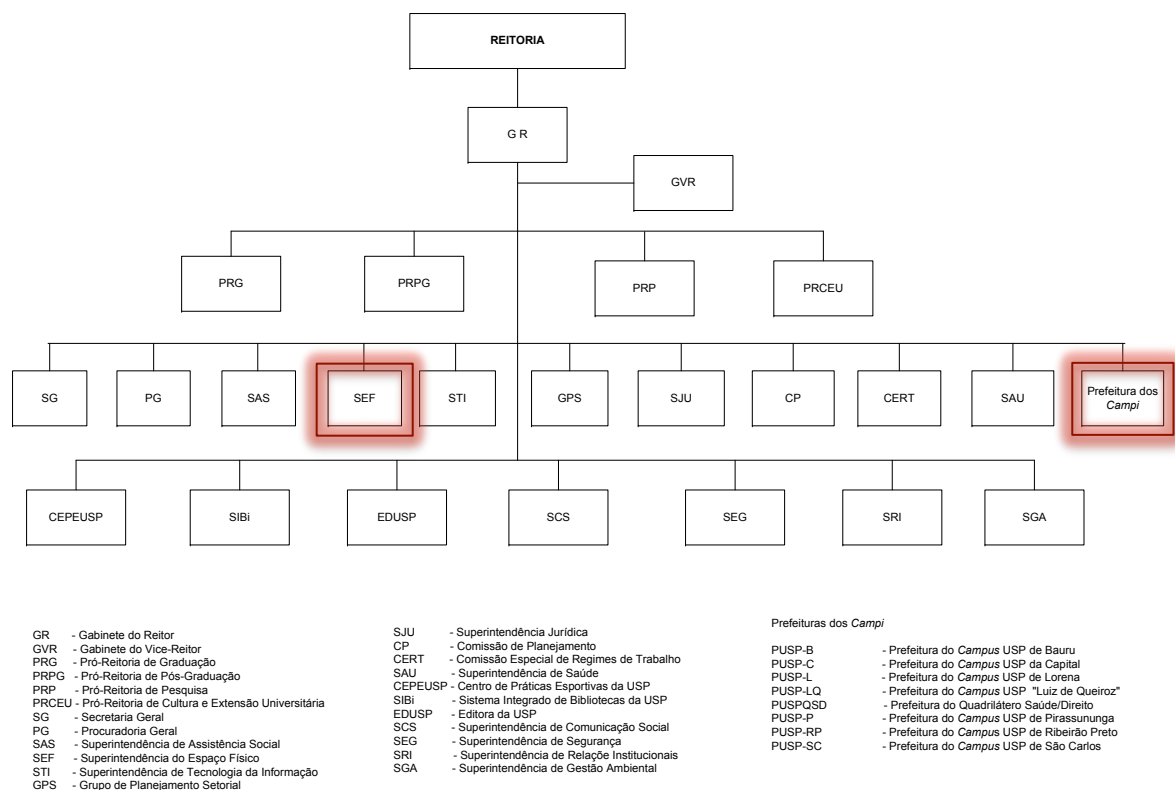 REITORIA
G R
GVR
PRG
PRPG
PRP
PRCEU
SG
PG
SAS
SEF
STI
GPS
SJU
CP
CERT
SAU
Prefeitura dos
Campi
CEPEUSP
SIBi
EDUSP
SCS
SEG
SRI
SGA
GR - Gabinete do Reitor
GVR - Gabinete do Vice-Reitor
PRG - Pró-Reitoria de Graduação
PRPG - Pró-Reitoria de Pós-Graduação
PRP - Pró-Reitoria de Pesquisa
PRCEU - Pró-Reitoria de Cultura e Extensão Universitária
SG - Secretaria Geral
PG - Procuradoria Geral
SAS - Superintendência de Assistência Social
SEF - Superintendência do Espaço Físico
STI - Superintendência de Tecnologia da Informação
GPS - Grupo de Planejamento Setorial
SJU - Superintendência Jurídica
CP - Comissão de Planejamento
CERT - Comissão Especial de Regimes de Trabalho
SAU - Superintendência de Saúde
CEPEUSP - Centro de Práticas Esportivas da USP
SIBi - Sistema Integrado de Bibliotecas da USP
EDUSP - Editora da USP
SCS - Superintendência de Comunicação Social
SEG - Superintendência de Segurança
SRI - Superintendência de Relaçõe Institucionais
SGA - Superintendência de Gestão Ambiental
Prefeituras dos Campi
PUSP-B - Prefeitura do Campus USP de Bauru
PUSP-C - Prefeitura do Campus USP da Capital
PUSP-L - Prefeitura do Campus USP de Lorena
PUSP-LQ - Prefeitura do Campus USP "Luiz de Queiroz"
PUSPQSD - Prefeitura do Quadrilátero Saúde/Direito
PUSP-P - Prefeitura do Campus USP de Pirassununga
PUSP-RP - Prefeitura do Campus USP de Ribeirão Preto
PUSP-SC - Prefeitura do Campus USP de São Carlos